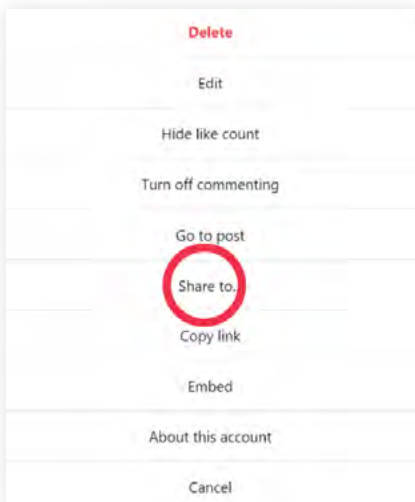 Delete
Edit
Hide like count
Turn off commenting
Go to post
Share to..
Copy link
Embed
About this account
Cancel